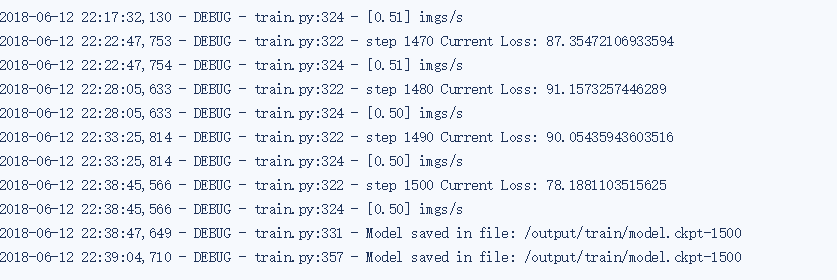 2018-06-12 22:17:32,130 - DEBUG - train.py:324 - [0.51] imgs/s
2018-06-12 22:22:47,753 - DEBUG - train.py:322 - step 1470 Current Loss: 87.35472106933594
2018-06-12 22:22:47,754 - DEBUG - train.py:324 - [0.51] imgs/s
2018-06-12 22:28:05,633 - DEBUG - train.py:322 - step 1480 Current Loss: 91.1573257446289
2018-06-12 22:28:05,633 - DEBUG - train.py:324 - [0.50] imgs/s
2018-06-12 22:33:25,814 - DEBUG - train.py:322 - step 1490 Current Loss: 90.05435943603516
2018-06-12 22:33:25,814 - DEBUG - train.py:324 - [0.50] imgs/s
2018-06-12 22:38:45,566 - DEBUG - train.py:322 - step 1500 Current Loss: 78.1881103515625
2018-06-12 22:38:45,566 - DEBUG - train.py:324 - [0.50] imgs/s
2018-06-12 22:38:47,649 - DEBUG - train.py:331 - Model saved in file: /output/train/model.ckpt-1500
2018-06-12 22:39:04,710 - DEBUG - train.py:357 - Model saved in file: /output/train/model.ckpt-1500